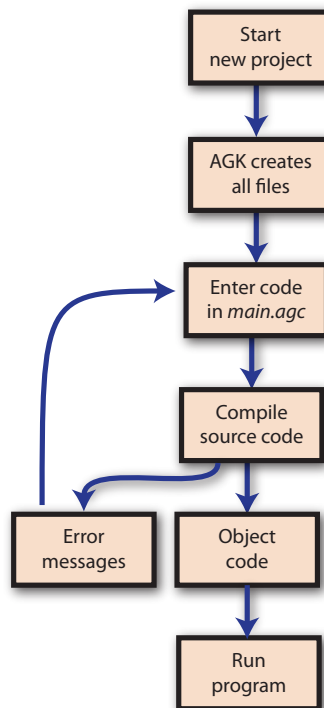 Start
new project
AGK creates
all files
Enter code
in main.agc
Compile
source code
Error
messages
Object
code
Run
program